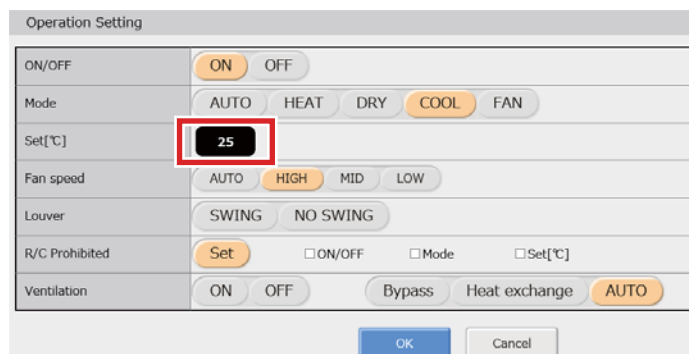 Operation Setting
ON/OFF ON OFF
Mode AUTO HEAT DRY COOL FAN
Set[℃] 25
Fan speed AUTO HIGH MID LOW
Louver SWING NO SWING
R/C Prohibited Set □ON/OFF □Mode □Set[℃]
Ventilation ON OFF Bypass Heat exchange AUTO
OK Cancel